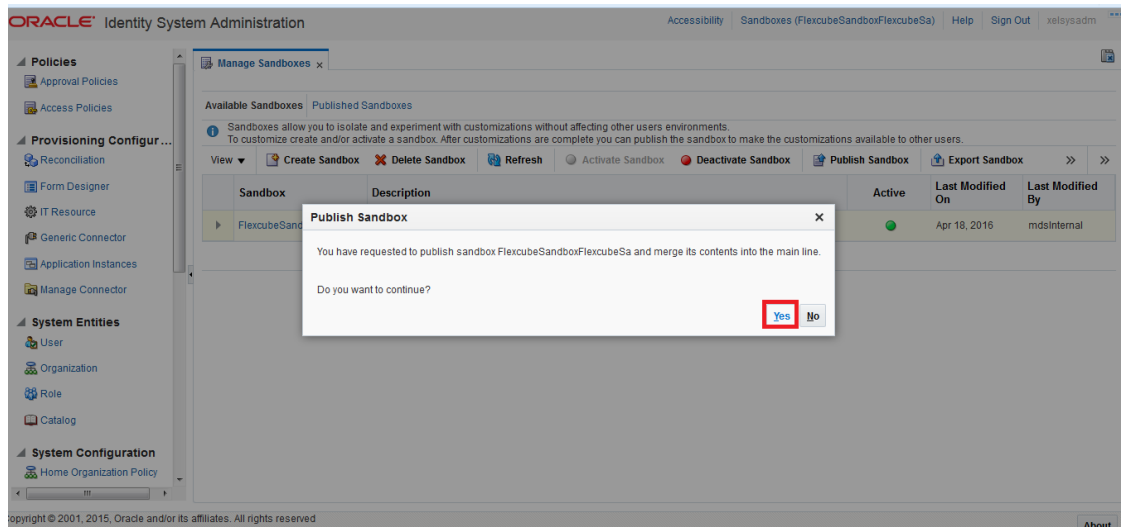 ORACLE® Identity System Administration
Accessibility Sandboxes (FlexcubeSandboxFlexcubeSa) Help Sign Out xelsysadm
Policies
Approval Policies
Access Policies
Provisioning Configur...
Reconciliation
Form Designer
IT Resource
Generic Connector
Application Instances
Manage Connector
System Entities
User
Organization
Role
Catalog
System Configuration
Home Organization Policy
Manage Sandboxes x
Available Sandboxes Published Sandboxes
Sandboxes allow you to isolate and experiment with customizations without affecting other users environments.
To customize create and/or activate a sandbox. After customizations are complete you can publish the sandbox to make the customizations available to other users.
View Create Sandbox Delete Sandbox Refresh Activate Sandbox Deactivate Sandbox Publish Sandbox Export Sandbox » »
Sandbox Description Active Last Modified On Last Modified By
FlexcubeSand Apr 18, 2016 mdsInternal
Publish Sandbox ×
You have requested to publish sandbox FlexcubeSandboxFlexcubeSa and merge its contents into the main line.
Do you want to continue?
Yes No
opyright © 2001, 2015, Oracle and/or its affiliates. All rights reserved
About